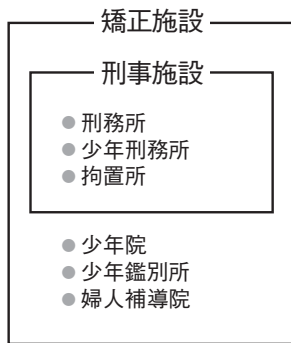 矯正施設
刑事施設
● 刑務所
● 少年刑務所
● 拘置所
● 少年院
● 少年鑑別所
● 婦人補導院